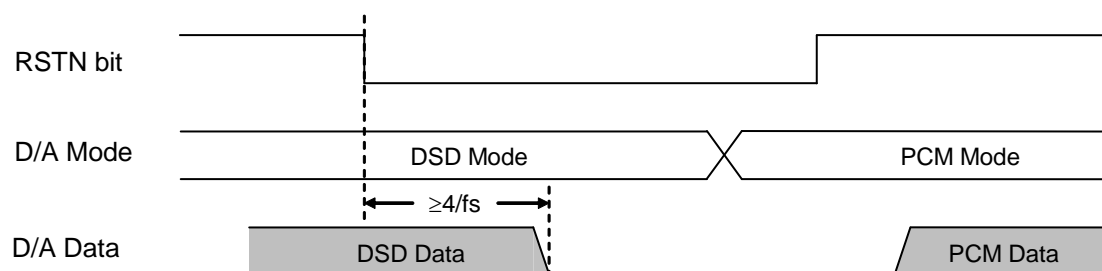 RSTN bit
D/A Mode
DSD Mode
PCM Mode
≥4/fs
D/A Data
DSD Data
PCM Data